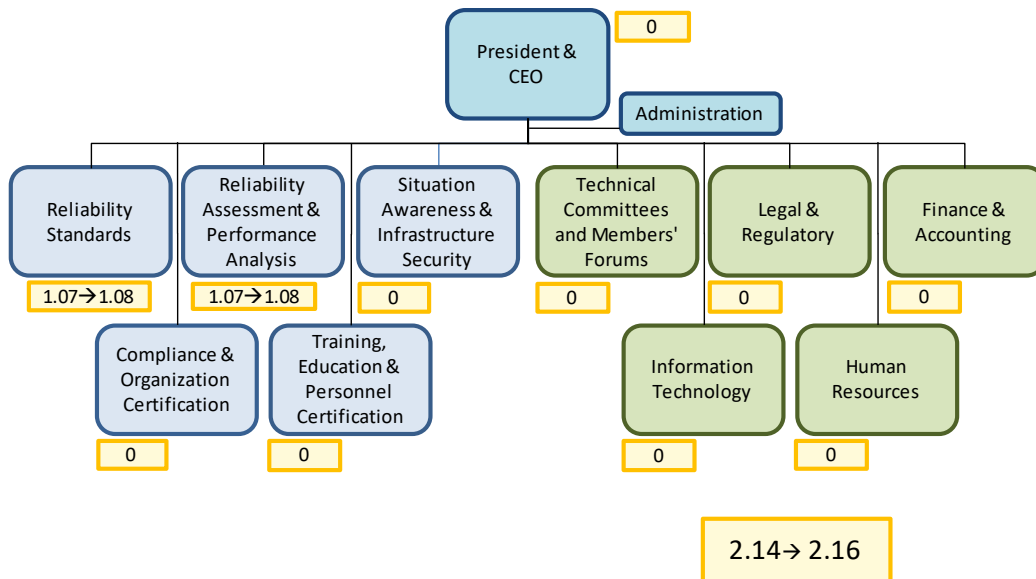 0
President &
CEO
Administration
Reliability
Standards
Reliability
Assessment &
Performance
Analysis
Situation
Awareness &
Infrastructure
Security
Technical
Committees
and Members'
Forums
Legal &
Regulatory
Finance &
Accounting
1.07→1.08
1.07→1.08
0
0
0
0
Compliance &
Organization
Certification
Training,
Education &
Personnel
Certification
Information
Technology
Human
Resources
0
0
0
0
2.14→ 2.16